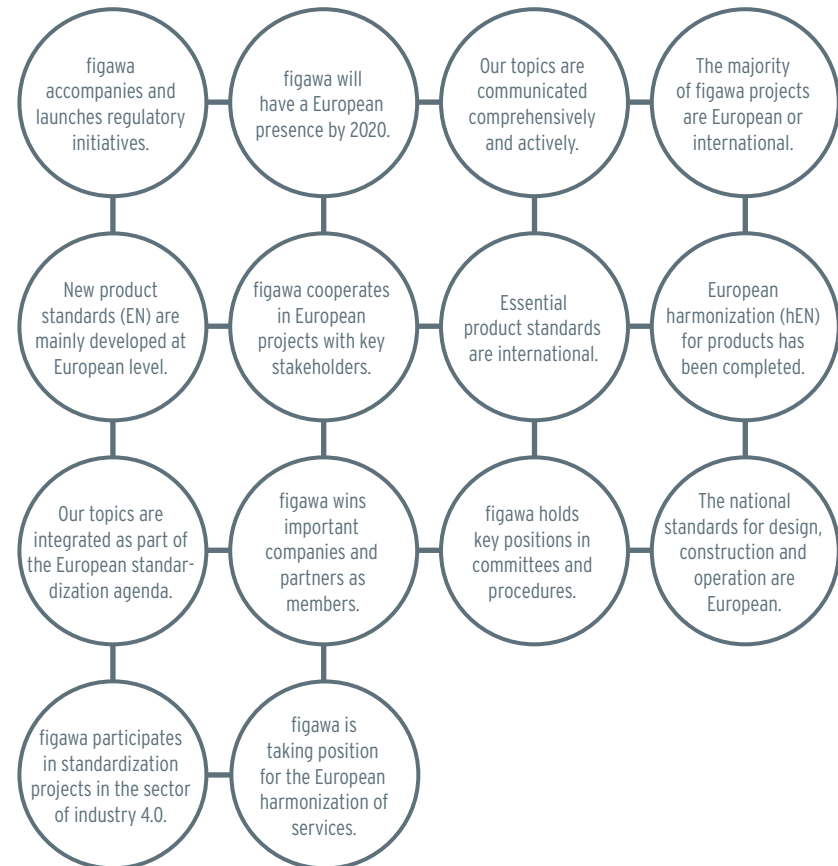 figawa
accompanies and
launches regulatory
initiatives.
figawa will
have a European
presence by 2020.
Our topics are
communicated
comprehensively
and actively.
The majority
of figawa projects
are European or
international.
New product
standards (EN) are
mainly developed at
European level.
figawa cooperates
in European
projects with key
stakeholders.
Essential
product standards
are international.
European
harmonization (hEN)
for products has
been completed.
Our topics are
integrated as part of
the European standar-
dization agenda.
figawa wins
important
companies and
partners as
members.
figawa holds
key positions in
committees and
procedures.
The national
standards for design,
construction and
operation are
European.
figawa participates
in standardization
projects in the sector
of industry 4.0.
figawa is
taking position
for the European
harmonization of
services.